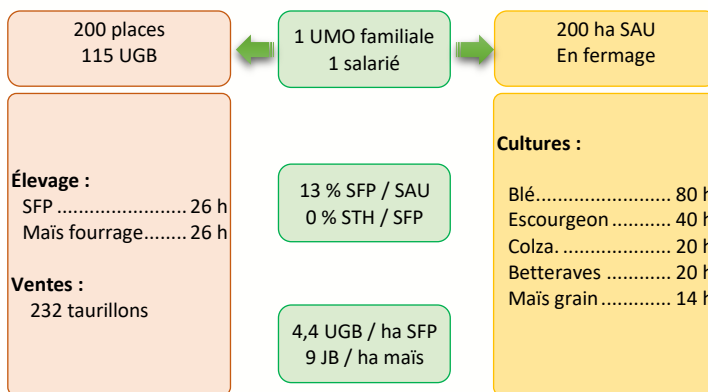 200 places
115 UGB
1 UMO familiale
1 salarié
200 ha SAU
En fermage
Élevage :
SFP ........................ 26 h
Maïs fourrage....... 26 h
Ventes :
232 taurillons
13 % SFP / SAU
0 % STH / SFP
4,4 UGB / ha SFP
9 JB / ha maïs
Cultures :
Blé......................... 80 h
Escourgeon ............ 40 h
Colza. ..................... 20 h
Betteraves ............. 20 h
Maïs grain .............. 14 h